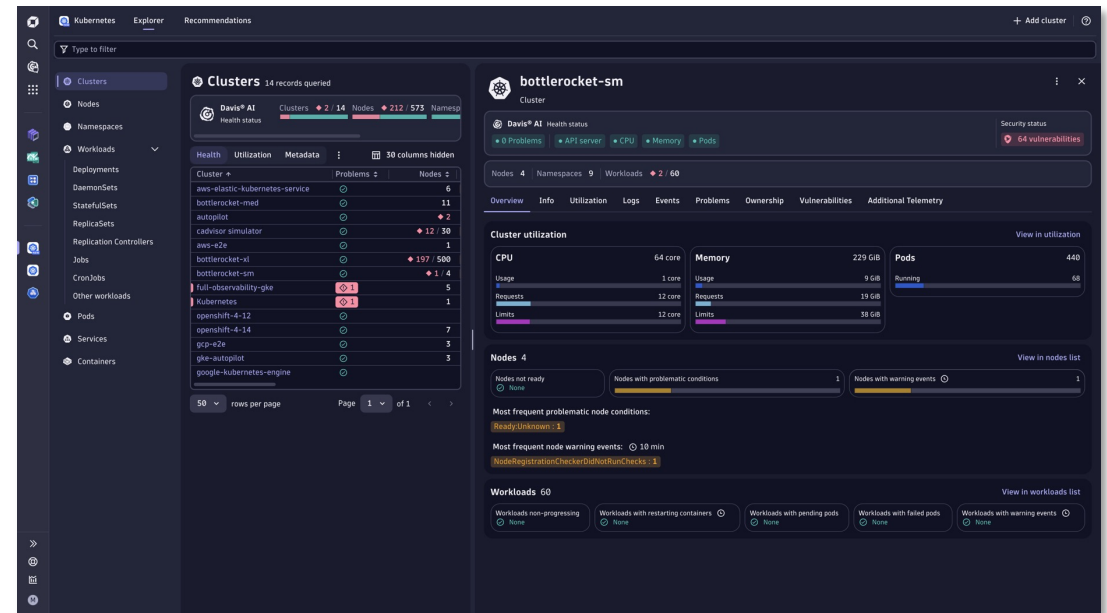 Kubernetes Explorer Recommendations + Add cluster
Type to filter
Clusters
Nodes
Namespaces
Workloads
Deployments
DaemonSets
StatefulSets
ReplicaSets
Replication Controllers
Jobs
CronJobs
Other workloads
Pods
Services
Containers
M
Clusters 14 records queried
Davis® AI
Health status
Clusters 2 / 14 Nodes 212 / 573 Namesp
Health Utilization Metadata 30 columns hidden
Cluster Problems Nodes
aws-elastic-kubernetes-service 6
bottlerocket-med 11
autopilot 2
cadvisor simulator 12 / 30
aws-e2e 1
bottlerocket-xl 197 / 500
bottlerocket-sm 1 / 4
full-observability-gke 1 5
Kubernetes 1 1
openshift-4-12
openshift-4-14 7
gcp-e2e 3
gke-autopilot 3
google-kubernetes-engine
50 rows per page Page 1 of 1
bottlerocket-sm
Cluster
Davis® AI Health status
0 Problems API server CPU Memory Pods
Security status
64 vulnerabilities
Nodes 4 Namespaces 9 Workloads 2 / 60
Overview Info Utilization Logs Events Problems Ownership Vulnerabilities Additional Telemetry
Cluster utilization View in utilization
CPU 64 core
Usage 1 core
Requests 12 core
Limits 12 core
Memory 229 GiB
Usage 9 GiB
Requests 19 GiB
Limits 38 GiB
Pods 440
Running 68
Nodes 4 View in nodes list
Nodes not ready
None
Nodes with problematic conditions 1
Nodes with warning events 1
Most frequent problematic node conditions:
Ready:Unknown : 1
Most frequent node warning events: 10 min
NodeRegistrationCheckerDidNotRunChecks : 1
Workloads 60 View in workloads list
Workloads non-progressing
None
Workloads with restarting containers
None
Workloads with pending pods
None
Workloads with failed pods
None
Workloads with warning events
None